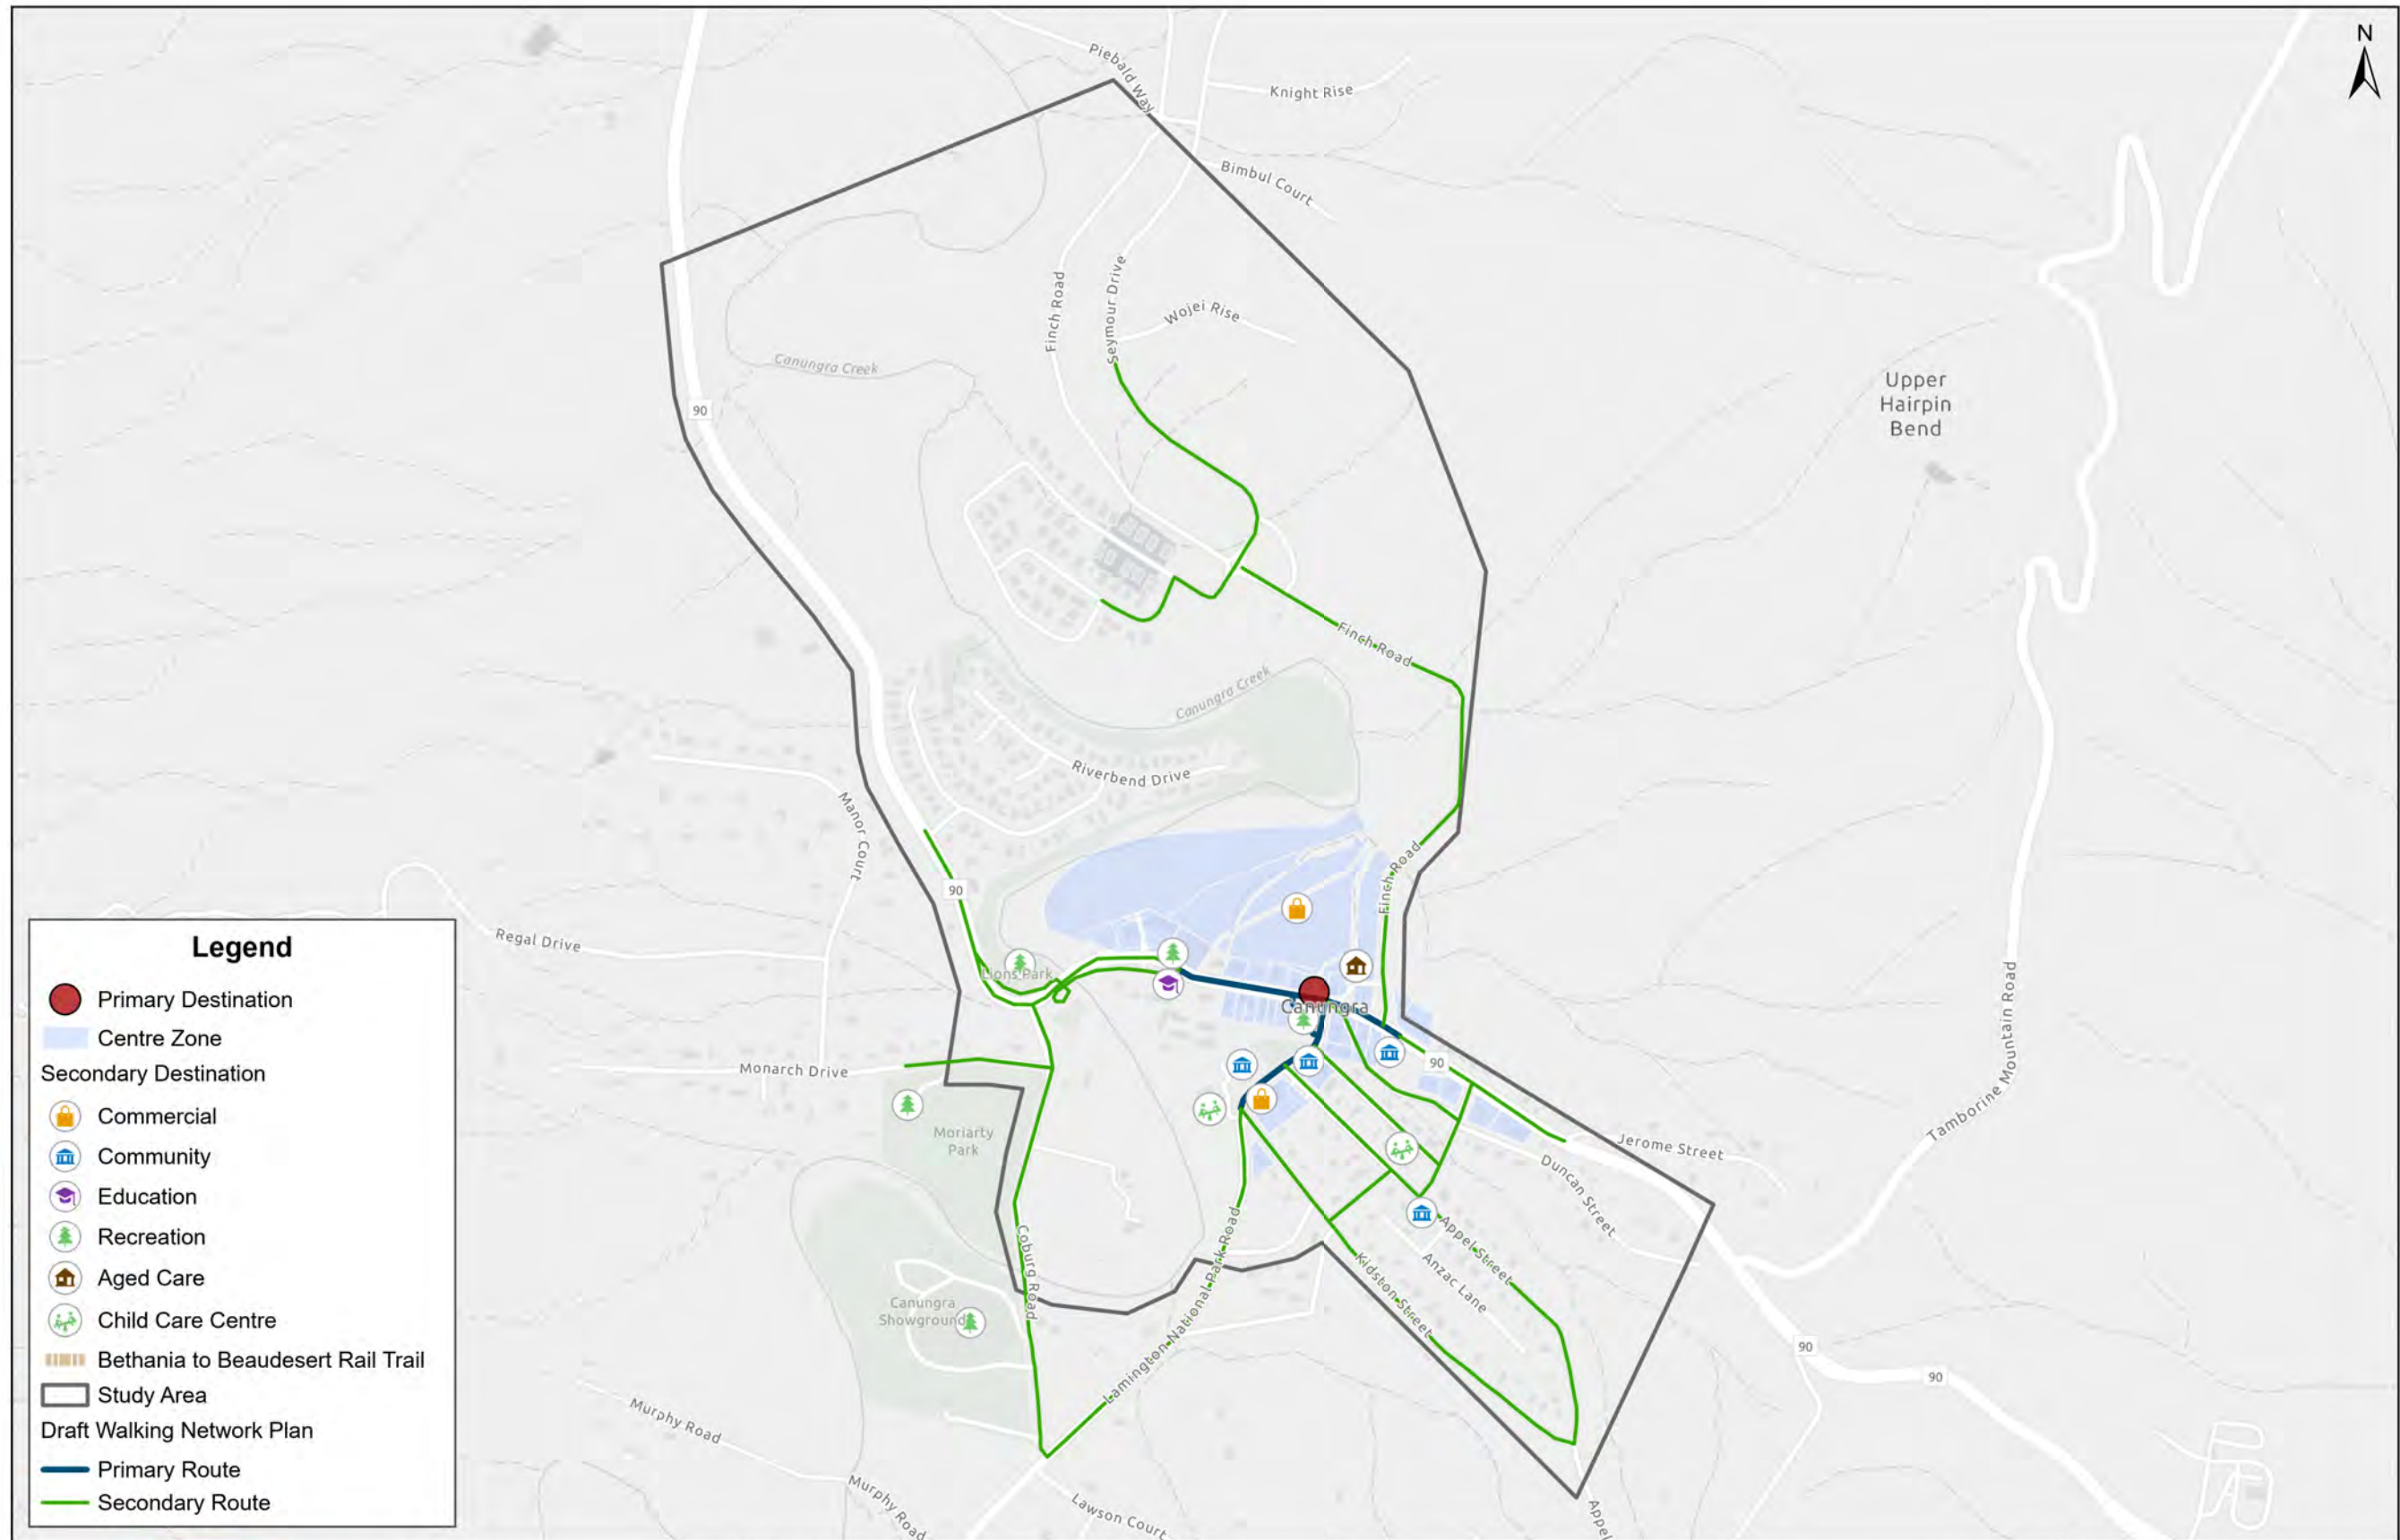 N
Piebald Way
Knight Rise
Bimbul Court
Finch Road
Seymour Drive
Wojei Rise
Canungra Creek
90
Upper
Hairpin
Bend
Finch Road
Canungra Creek
Riverbend Drive
Manor Court
Finch Road
90
Regal Drive
Lions Park
Canungra
Tamborine Mountain Road
90
Monarch Drive
Moriarty
Park
Jerome Street
Duncan Street
Coburg Road
Lamington National Park Road
Appel Street
Anzac Lane
Kidston Street
Canungra
Showground
90
90
Murphy Road
Murphy Road
Lawson Court
Appel
Legend
Primary Destination
Centre Zone
Secondary Destination
Commercial
Community
Education
Recreation
Aged Care
Child Care Centre
Bethania to Beaudesert Rail Trail
Study Area
Draft Walking Network Plan
Primary Route
Secondary Route